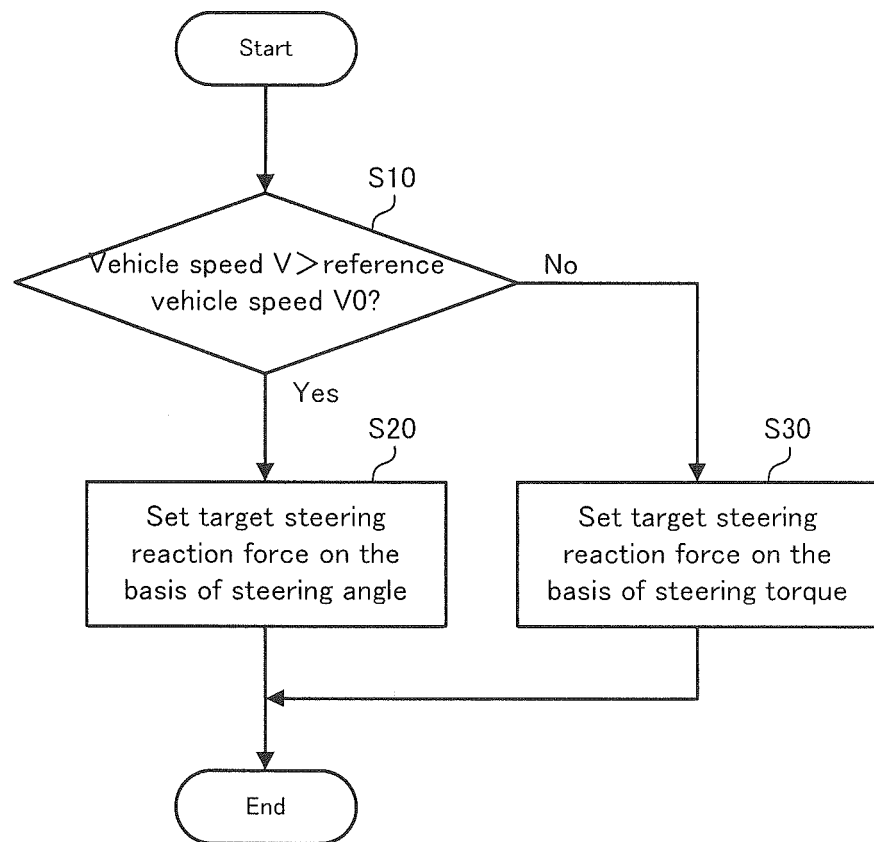 Start
S10
Vehicle speed V＞reference
vehicle speed V0?
No
Yes
S20
S30
Set target steering
reaction force on the
basis of steering angle
Set target steering
reaction force on the
basis of steering torque
End